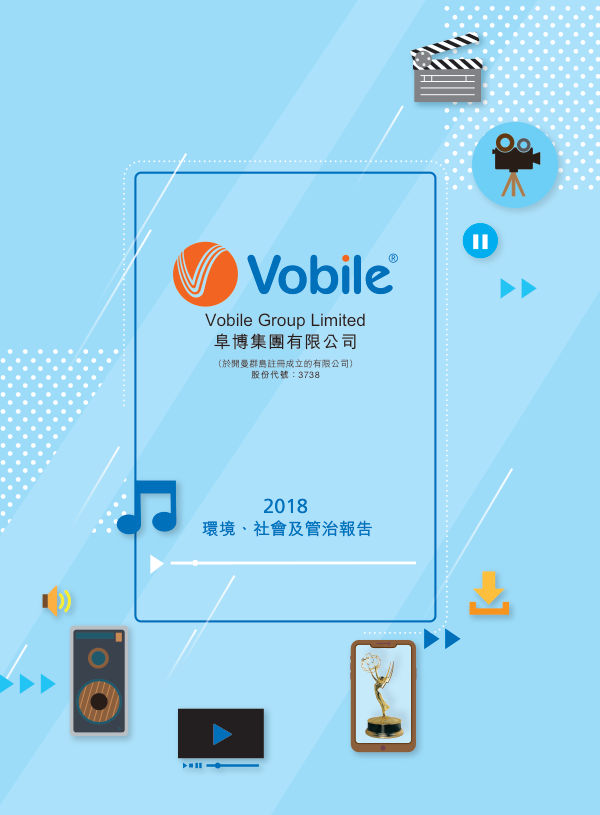 Vobile®
Vobile Group Limited
阜博集團有限公司
（於開曼群島註冊成立的有限公司）
股份代號：3738
2018
環境、社會及管治報告